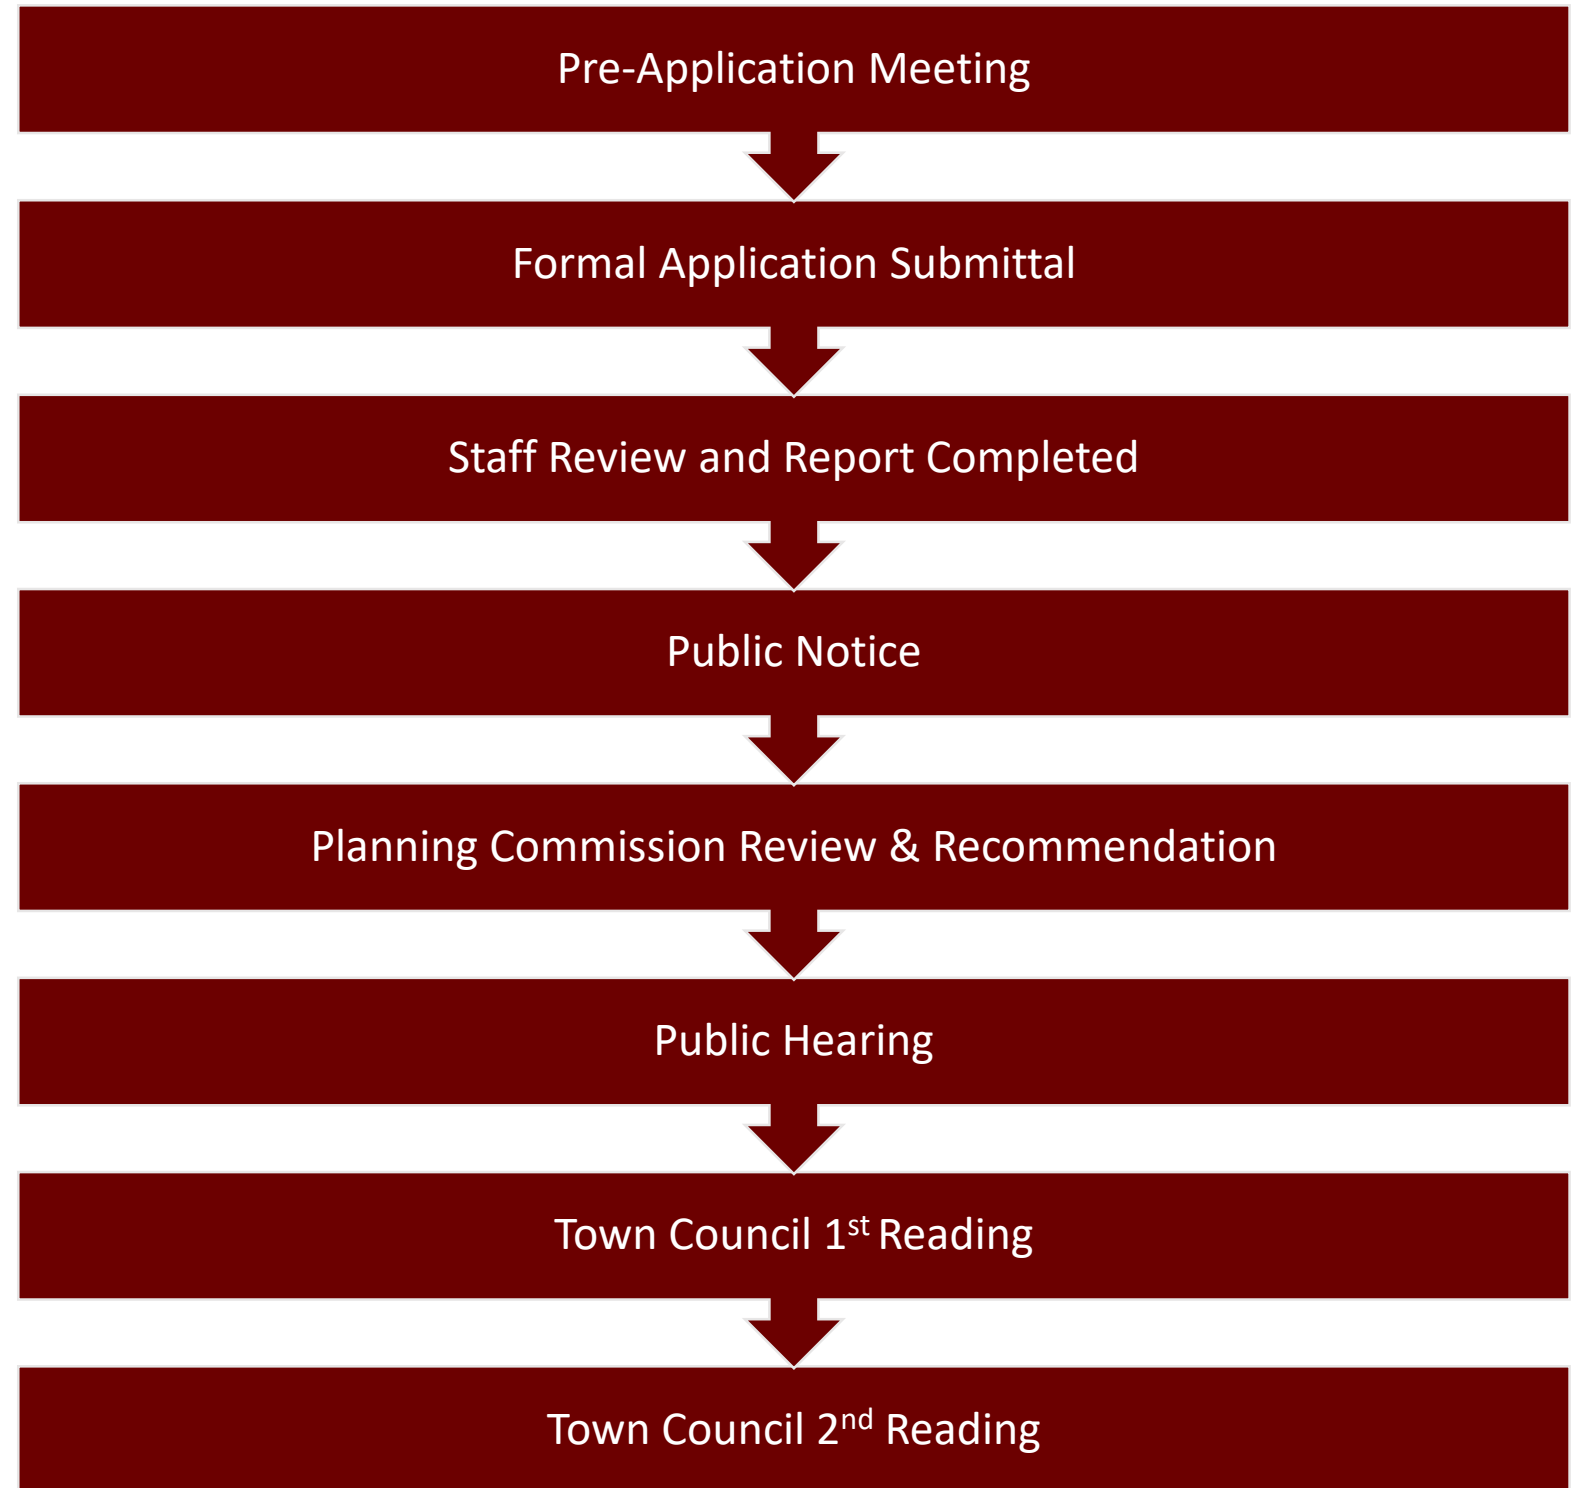 Pre-Application Meeting
Formal Application Submittal
Staff Review and Report Completed
Public Notice
Planning Commission Review & Recommendation
Public Hearing
Town Council 1st Reading
Town Council 2nd Reading